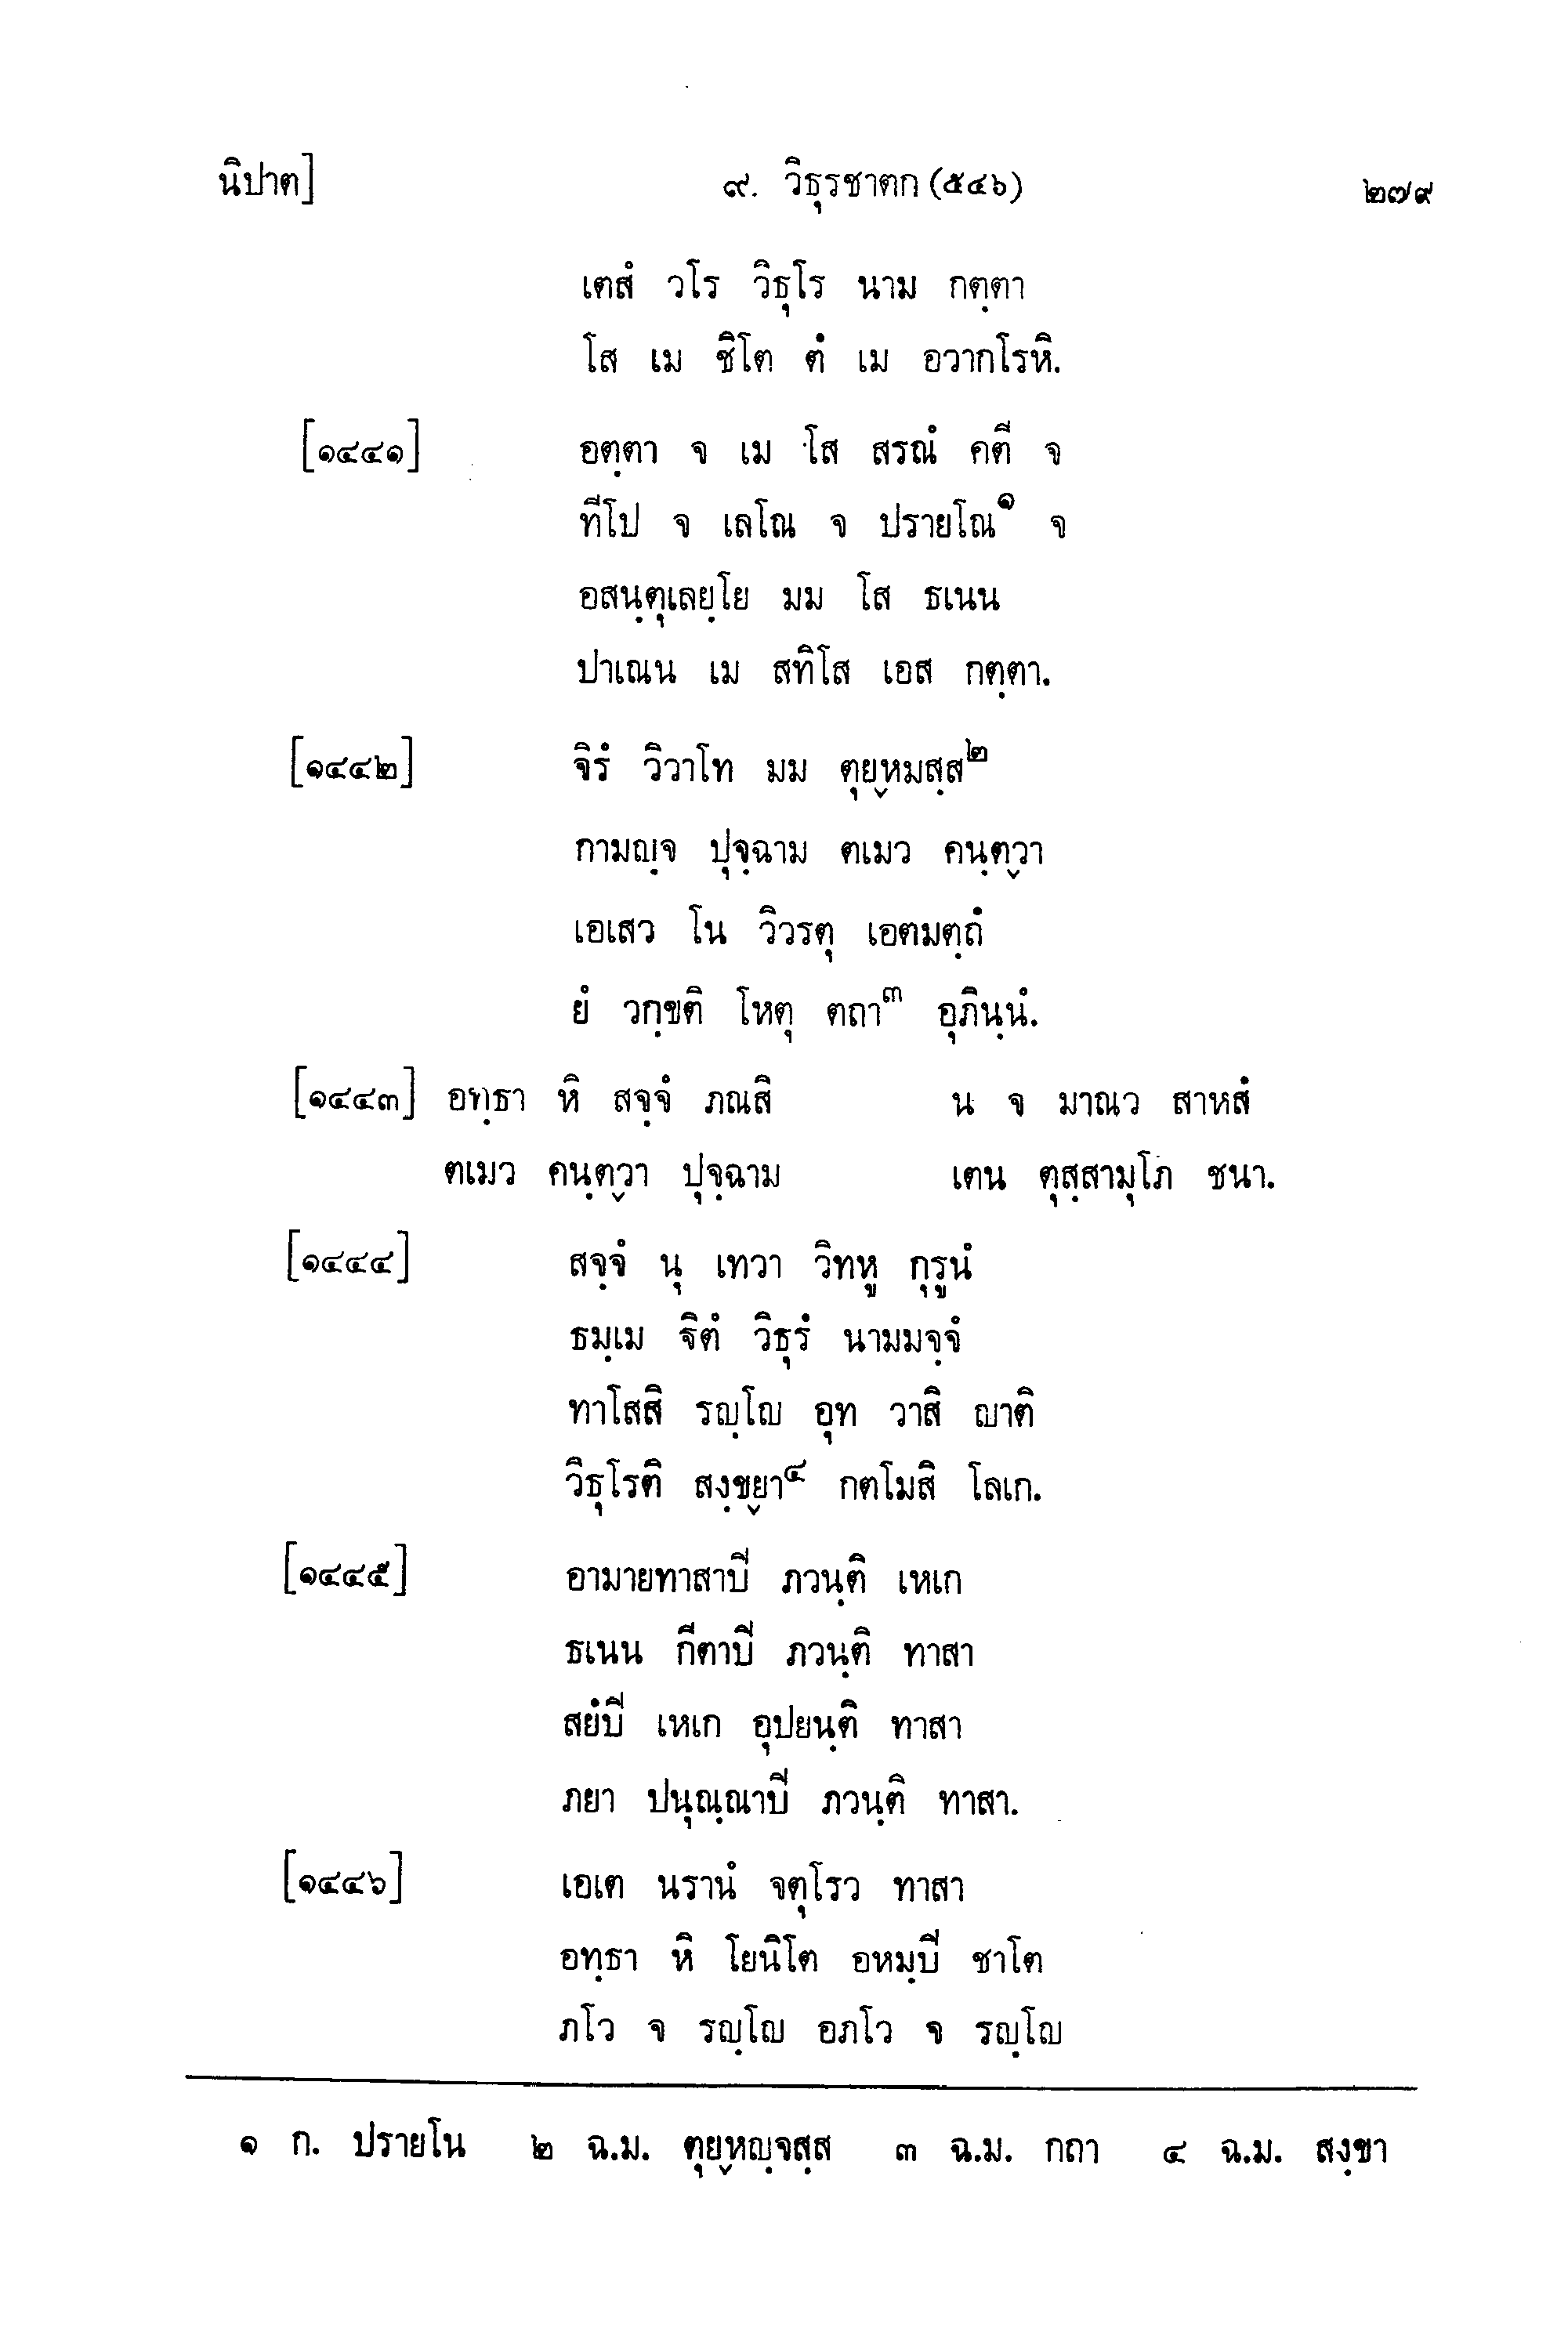 นิปาต] ๙. วิธุรชาตก (๕๔๖) ๒๗๙
เตสํ วโร วิธุโร นาม กตฺตา
โส เม ชิโต ตํ เม อวากโรหิ.
[๑๔๔๑] อตฺตา จ เม โส สรณํ คตี จ
ทีโป จ เลโณ จ ปรายโณ๑ จ
อสนฺตุเลยฺโย มม โส ธเนน
ปาเณน เม สทิโส เอส กตฺตา.
[๑๔๔๒] จิรํ วิวาโท มม ตุยฺหมสฺส๒
กามญฺจ ปุจฺฉาม ตเมว คนฺตฺวา
เอเสว โน วิวรตุ เอตมตฺถํ
ยํ วกฺขติ โหตุ ตถา๓ อุภินฺนํ.
[๑๔๔๓] อทฺธา หิ สจฺจํ ภณสิ น จ มาณว สาหสํ
ตเมว คนฺตฺวา ปุจฺฉาม เตน ตุสฺสามุโภ ชนา.
[๑๔๔๔] สจฺจํ นุ เทวา วิทหู กุรูนํ
ธมฺเม ฐิตํ วิธุรํ นามมจฺจํ
ทาโสสิ รญฺโญ อุท วาสิ ญาติ
วิธุโรติ สงฺขฺยา๔ กตโมสิ โลเก.
[๑๔๔๕] อามายทาสาปี ภวนฺติ เหเก
ธเนน กีตาปี ภวนฺติ ทาสา
สยํปี เหเก อุปยนฺติ ทาสา
ภยา ปนุณฺณาปี ภวนฺติ ทาสา.
[๑๔๔๖] เอเต นรานํ จตุโรว ทาสา
อทฺธา หิ โยนิโต อหมฺปี ชาโต
ภโว จ รญฺโญ อภโว จ รญฺโญ
๑ ก. ปรายโน ๒ ฉ.ม. ตุยฺหญฺจสฺส ๓ ฉ.ม. กถา ๔ ฉ.ม. สงฺขา